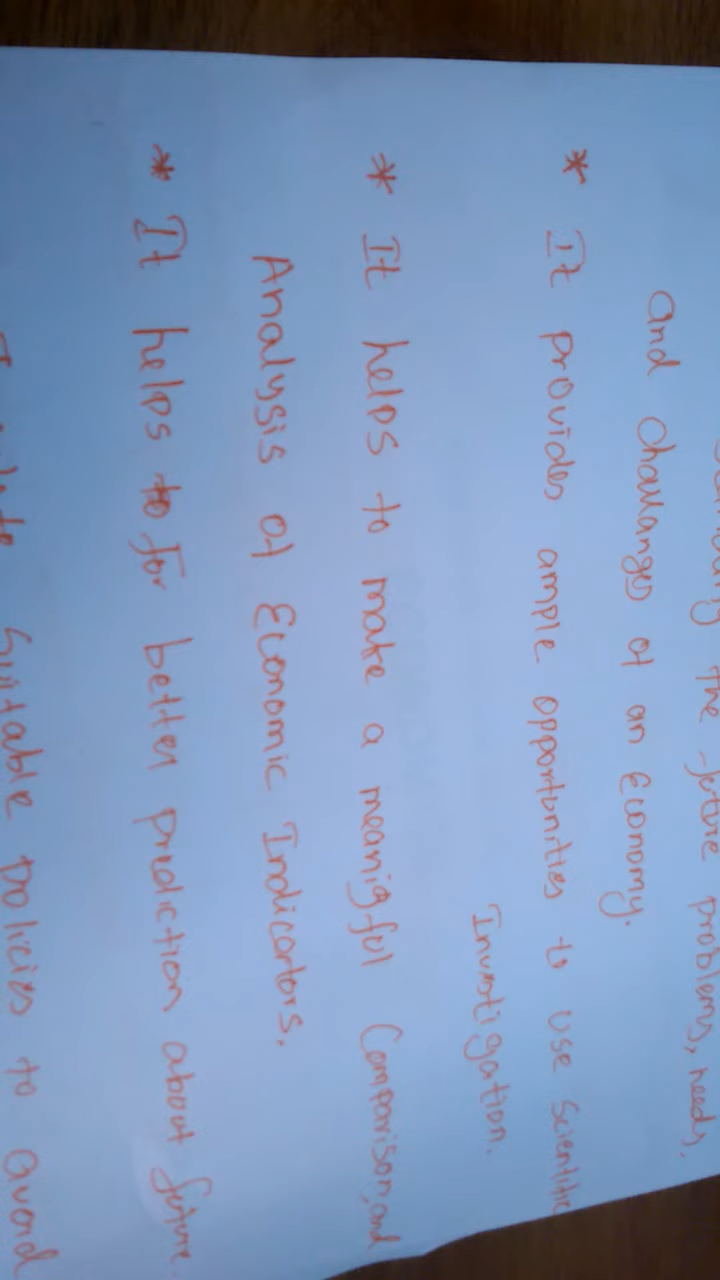 the future problems, needs,
and challanges of an Economy.
* It provides ample opportunities to use Scientific
Investigation.
* It helps to make a meanigful Comparison, and
Analysis of Economic Indicators.
* It helps to for better prediction about future.
Suitable policies to avoid